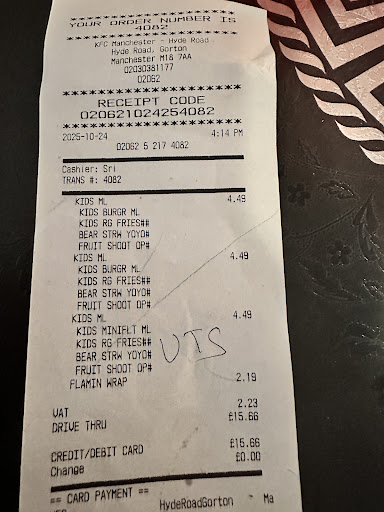 YOUR ORDER NUMBER IS
4082
KFC Manchester - Hyde Road
Hyde Road, Gorton
Manchester M18 7AA
02030381177
02062
RECEIPT CODE
020621024254082
2025-10-24 4:14 PM
02062 5 217 4082
Cashier: Sri
TRANS #: 4082
KIDS ML 4.49
KIDS BURGR ML
KIDS RG FRIES##
BEAR STRW YOYO#
FRUIT SHOOT OP#
KIDS ML 4.49
KIDS BURGR ML
KIDS RG FRIES##
BEAR STRW YOYO#
FRUIT SHOOT OP#
KIDS ML 4.49
KIDS MINIFLT ML
KIDS RG FRIES##
BEAR STRW YOYO#
FRUIT SHOOT OP#
FLAMIN WRAP 2.19
VAT 2.23
DRIVE THRU £15.66
CREDIT/DEBIT CARD £15.66
Change £0.00
== CARD PAYMENT ==
HydeRoadGorton - Ma